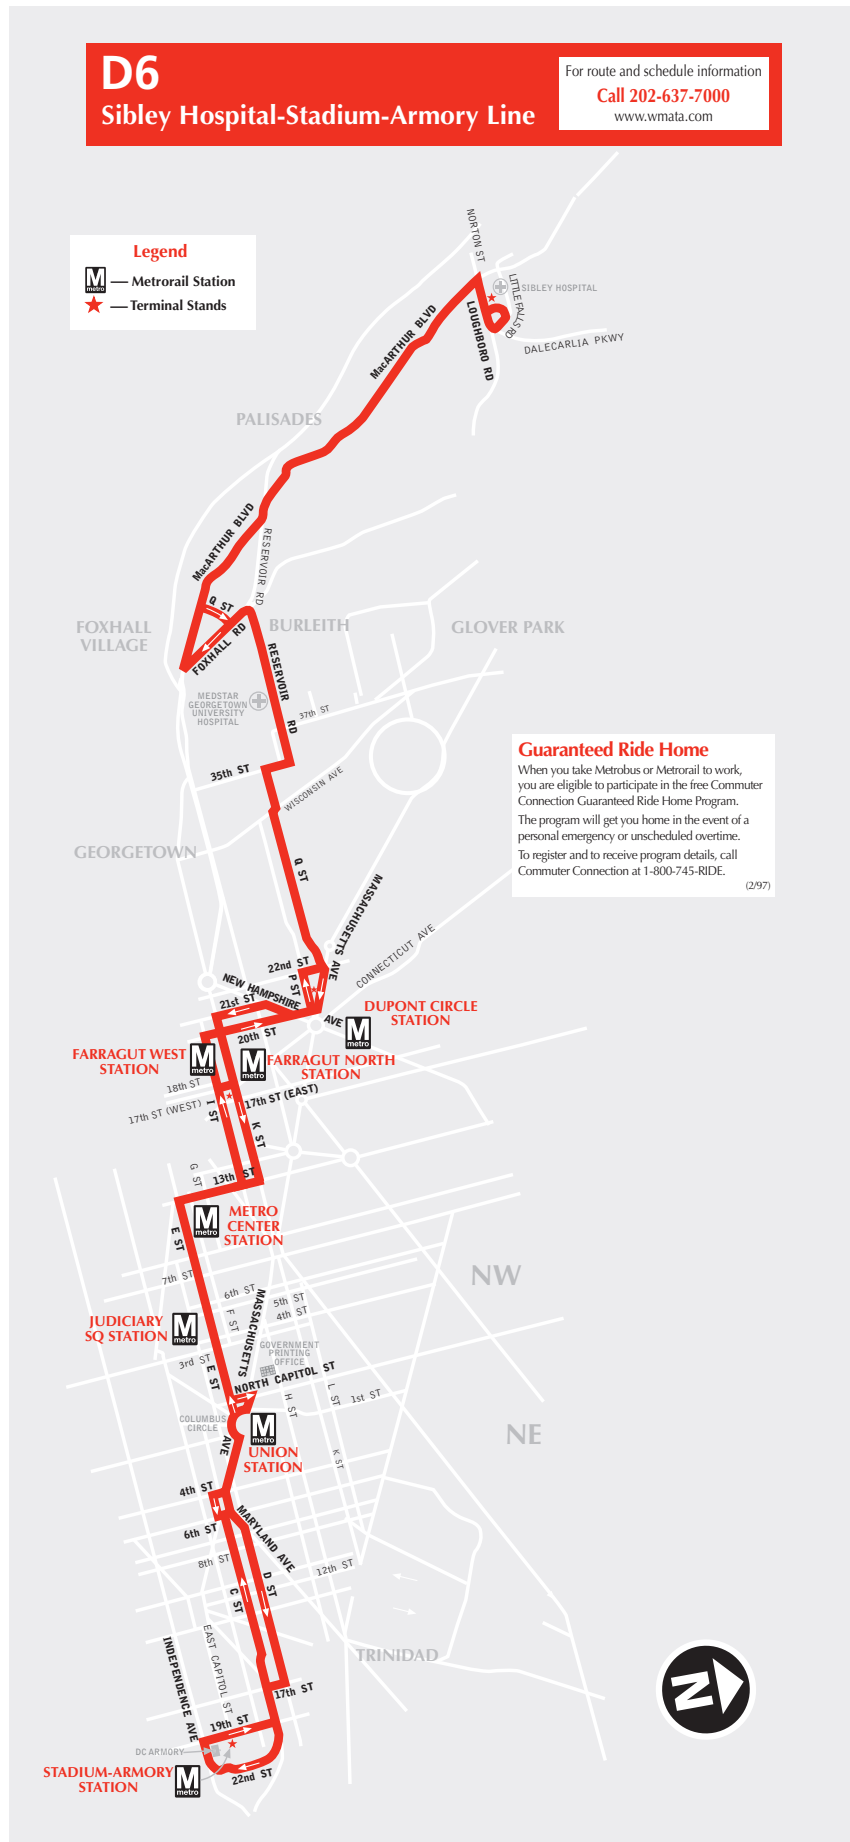 D6
Sibley Hospital-Stadium-Armory Line
For route and schedule information
Call 202-637-7000
www.wmata.com
Legend
M
metro
— Metrorail Station
— Terminal Stands
NORTON ST
LITTLE FALLS RD
SIBLEY HOSPITAL
LOUGHBORO RD
DALECARLIA PKWY
MacARTHUR BLVD
PALISADES
MacARTHUR BLVD
RESERVOIR RD
Q ST
FOXHALL
VILLAGE
FOXHALL RD
BURLEITH
GLOVER PARK
RESERVOIR RD
MEDSTAR
GEORGETOWN
UNIVERSITY
HOSPITAL
37th ST
35th ST
WISCONSIN AVE
Guaranteed Ride Home
When you take Metrobus or Metrorail to work,
you are eligible to participate in the free Commuter
Connection Guaranteed Ride Home Program.
The program will get you home in the event of a
personal emergency or unscheduled overtime.
To register and to receive program details, call
Commuter Connection at 1-800-745-RIDE.
(2/97)
GEORGETOWN
Q ST
MASSACHUSETTS AVE
CONNECTICUT AVE
22nd ST
P ST
NEW HAMPSHIRE AVE
21st ST
20th ST
DUPONT CIRCLE
STATION
M
metro
FARRAGUT WEST
STATION
M
metro
M
metro
FARRAGUT NORTH
STATION
18th ST
17th ST (WEST)
17th ST (EAST)
I ST
K ST
G ST
13th ST
M
metro
METRO
CENTER
STATION
E ST
7th ST
NW
6th ST
5th ST
4th ST
F ST
MASSACHUSETTS AVE
JUDICIARY
SQ STATION
M
metro
GOVERNMENT
PRINTING
OFFICE
3rd ST
E ST
NORTH CAPITOL ST
H ST
L ST
1st ST
COLUMBUS
CIRCLE
NE
M
metro
UNION
STATION
K ST
4th ST
6th ST
MARYLAND AVE
8th ST
12th ST
C ST
D ST
TRINIDAD
INDEPENDENCE AVE
EAST CAPITOL ST
17th ST
19th ST
DC ARMORY
STADIUM-ARMORY
STATION
M
metro
22nd ST
N